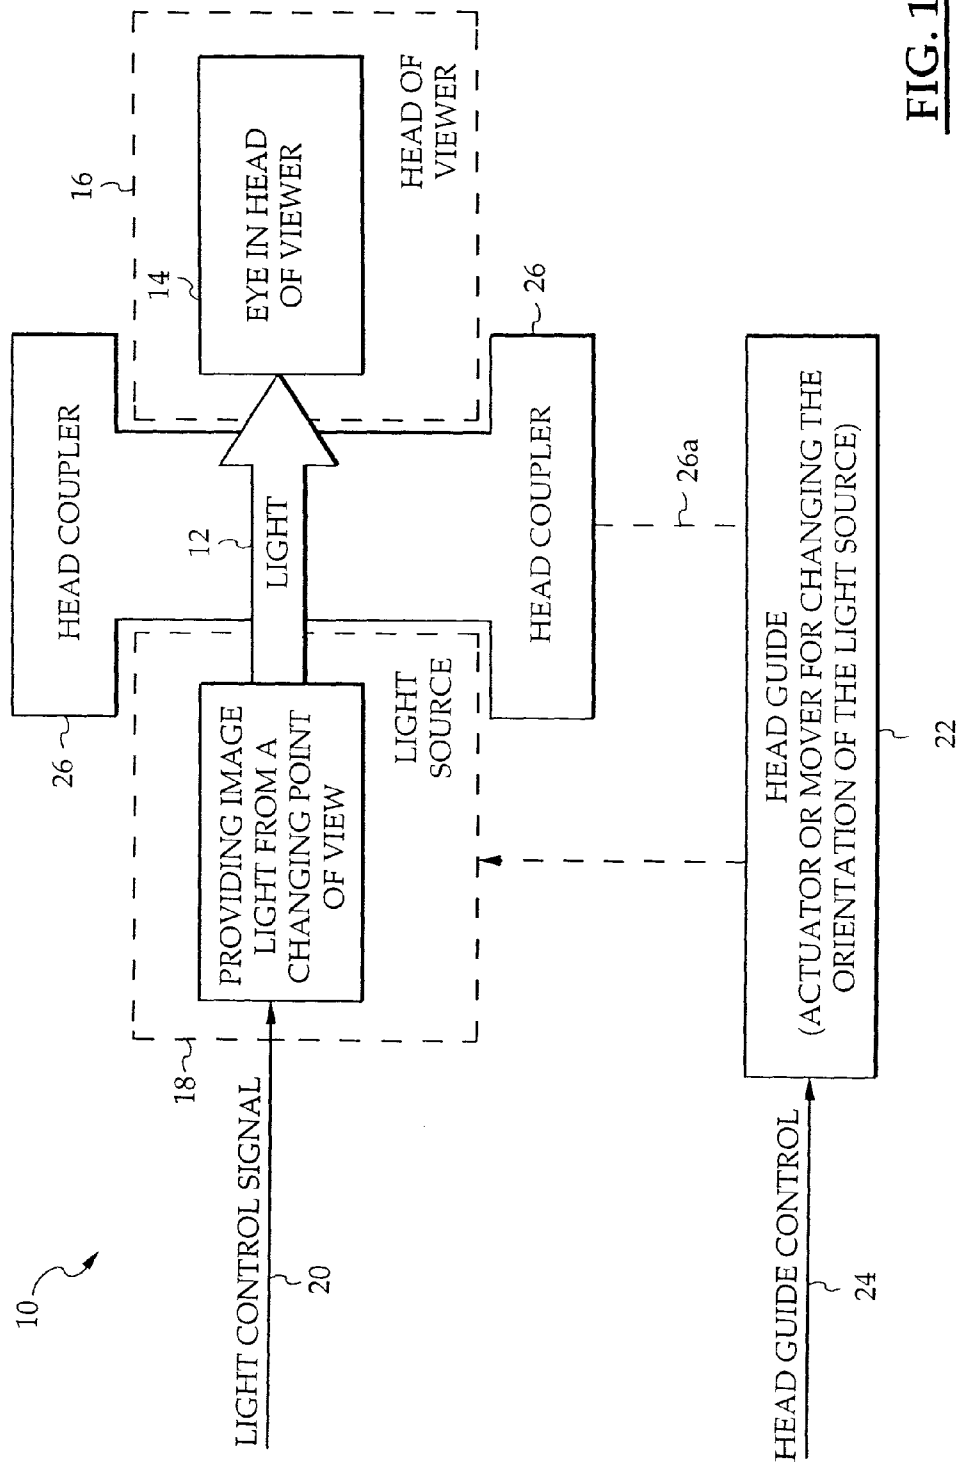 10
26
HEAD COUPLER
16
18
14
12
PROVIDING IMAGE
LIGHT FROM A
CHANGING POINT
OF VIEW
LIGHT
EYE IN HEAD
OF VIEWER
LIGHT CONTROL SIGNAL
20
LIGHT
SOURCE
HEAD OF
VIEWER
HEAD COUPLER
26
26a
HEAD GUIDE
(ACTUATOR OR MOVER FOR CHANGING THE
ORIENTATION OF THE LIGHT SOURCE)
HEAD GUIDE CONTROL
24
22
FIG. 1